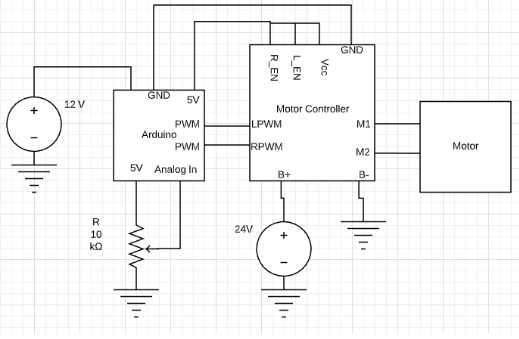 GND
R_EN
L_EN
Vcc
12 V
GND
5V
Motor Controller
PWM
LPWM
M1
Arduino
Motor
PWM
RPWM
M2
5V
Analog In
B+
B-
R
10
kΩ
24V